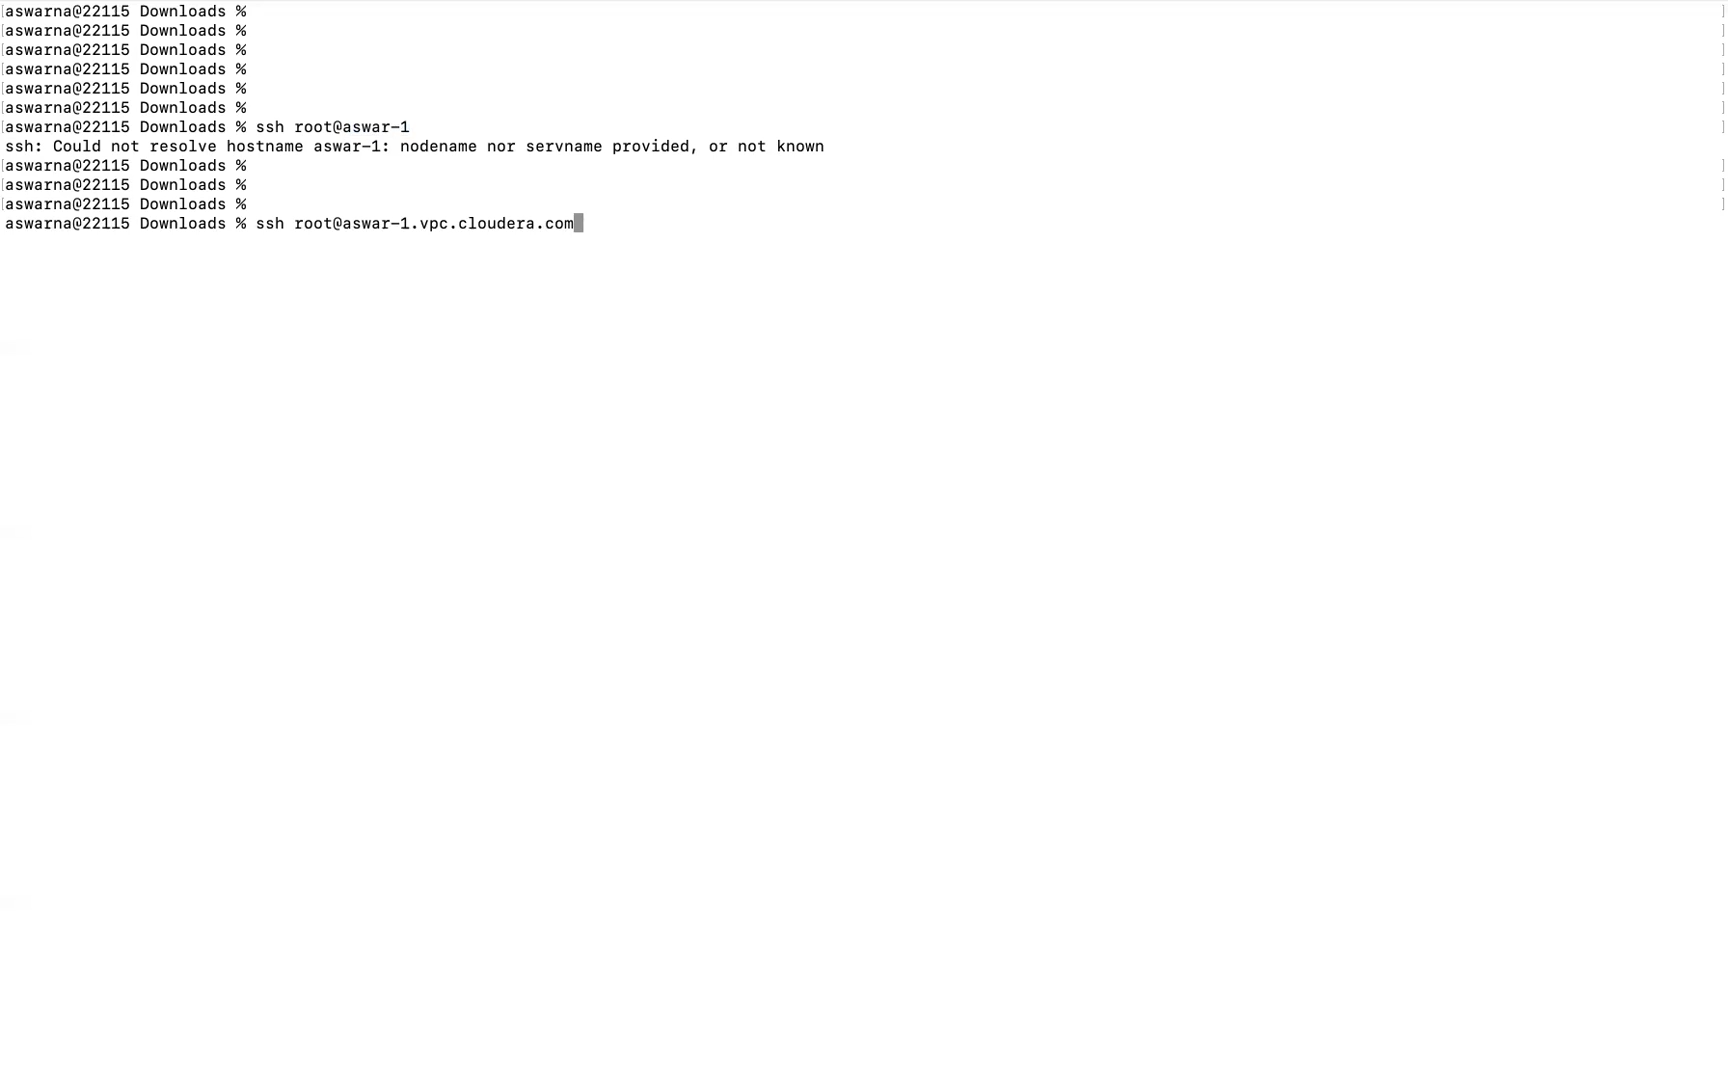 [aswarna@22115 Downloads % ]
[aswarna@22115 Downloads % ]
[aswarna@22115 Downloads % ]
[aswarna@22115 Downloads % ]
[aswarna@22115 Downloads % ]
[aswarna@22115 Downloads % ]
[aswarna@22115 Downloads % ssh root@aswar-1 ]
ssh: Could not resolve hostname aswar-1: nodename nor servname provided, or not known
[aswarna@22115 Downloads % ]
[aswarna@22115 Downloads % ]
[aswarna@22115 Downloads % ]
aswarna@22115 Downloads % ssh root@aswar-1.vpc.cloudera.com